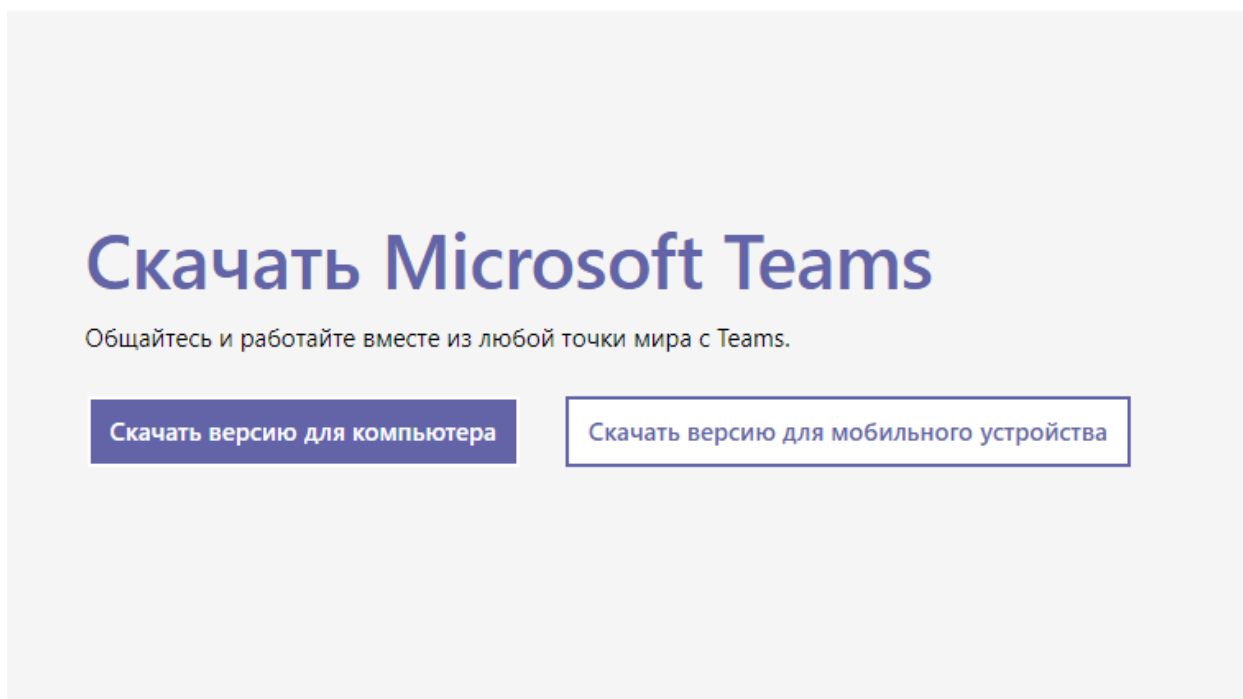 Скачать Microsoft Teams
Общайтесь и работайте вместе из любой точки мира с Teams.
Скачать версию для компьютера
Скачать версию для мобильного устройства